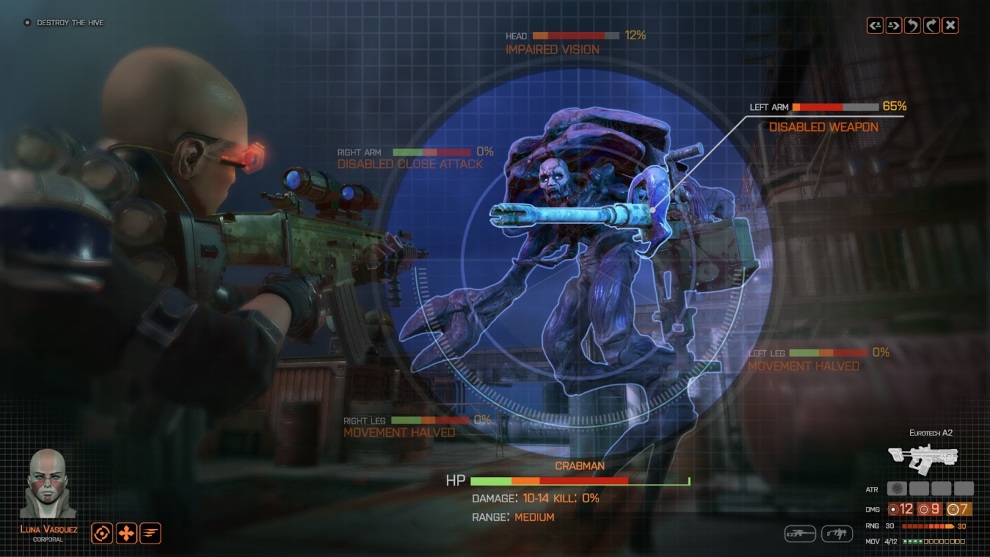 DESTROY THE HIVE
HEAD 12%
IMPAIRED VISION
LEFT ARM 65%
DISABLED WEAPON
RIGHT ARM 0%
DISABLED CLOSE ATTACK
LEFT LEG 0%
MOVEMENT HALVED
RIGHT LEG 0%
MOVEMENT HALVED
CRABMAN
HP
DAMAGE: 10-14 KILL: 0%
RANGE: MEDIUM
LUNA VASQUEZ
CORPORAL
EUROTECH A2
ATR
DMG 12 9 7
RNG 30 30
MOV 4/12